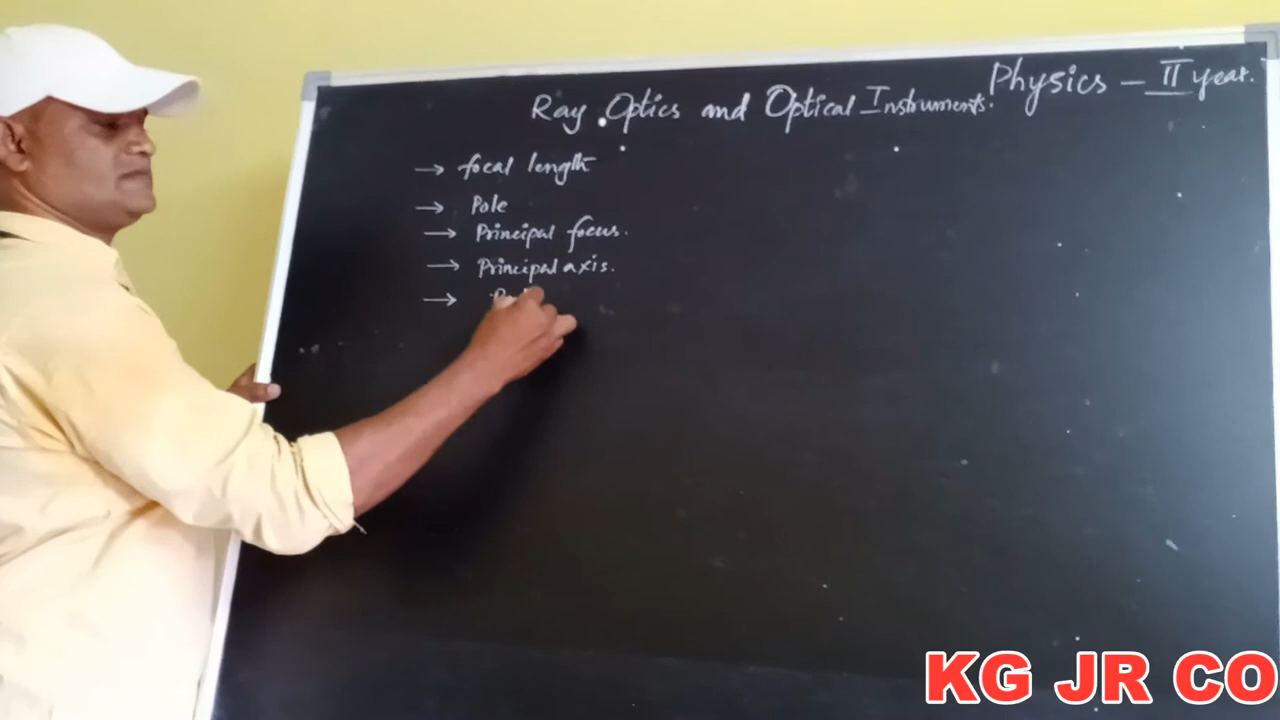 Physics – II year.
Ray Optics and Optical Instruments.
→ focal length
→ Pole
→ Principal focus.
→ Principal axis.
→
KG JR CO